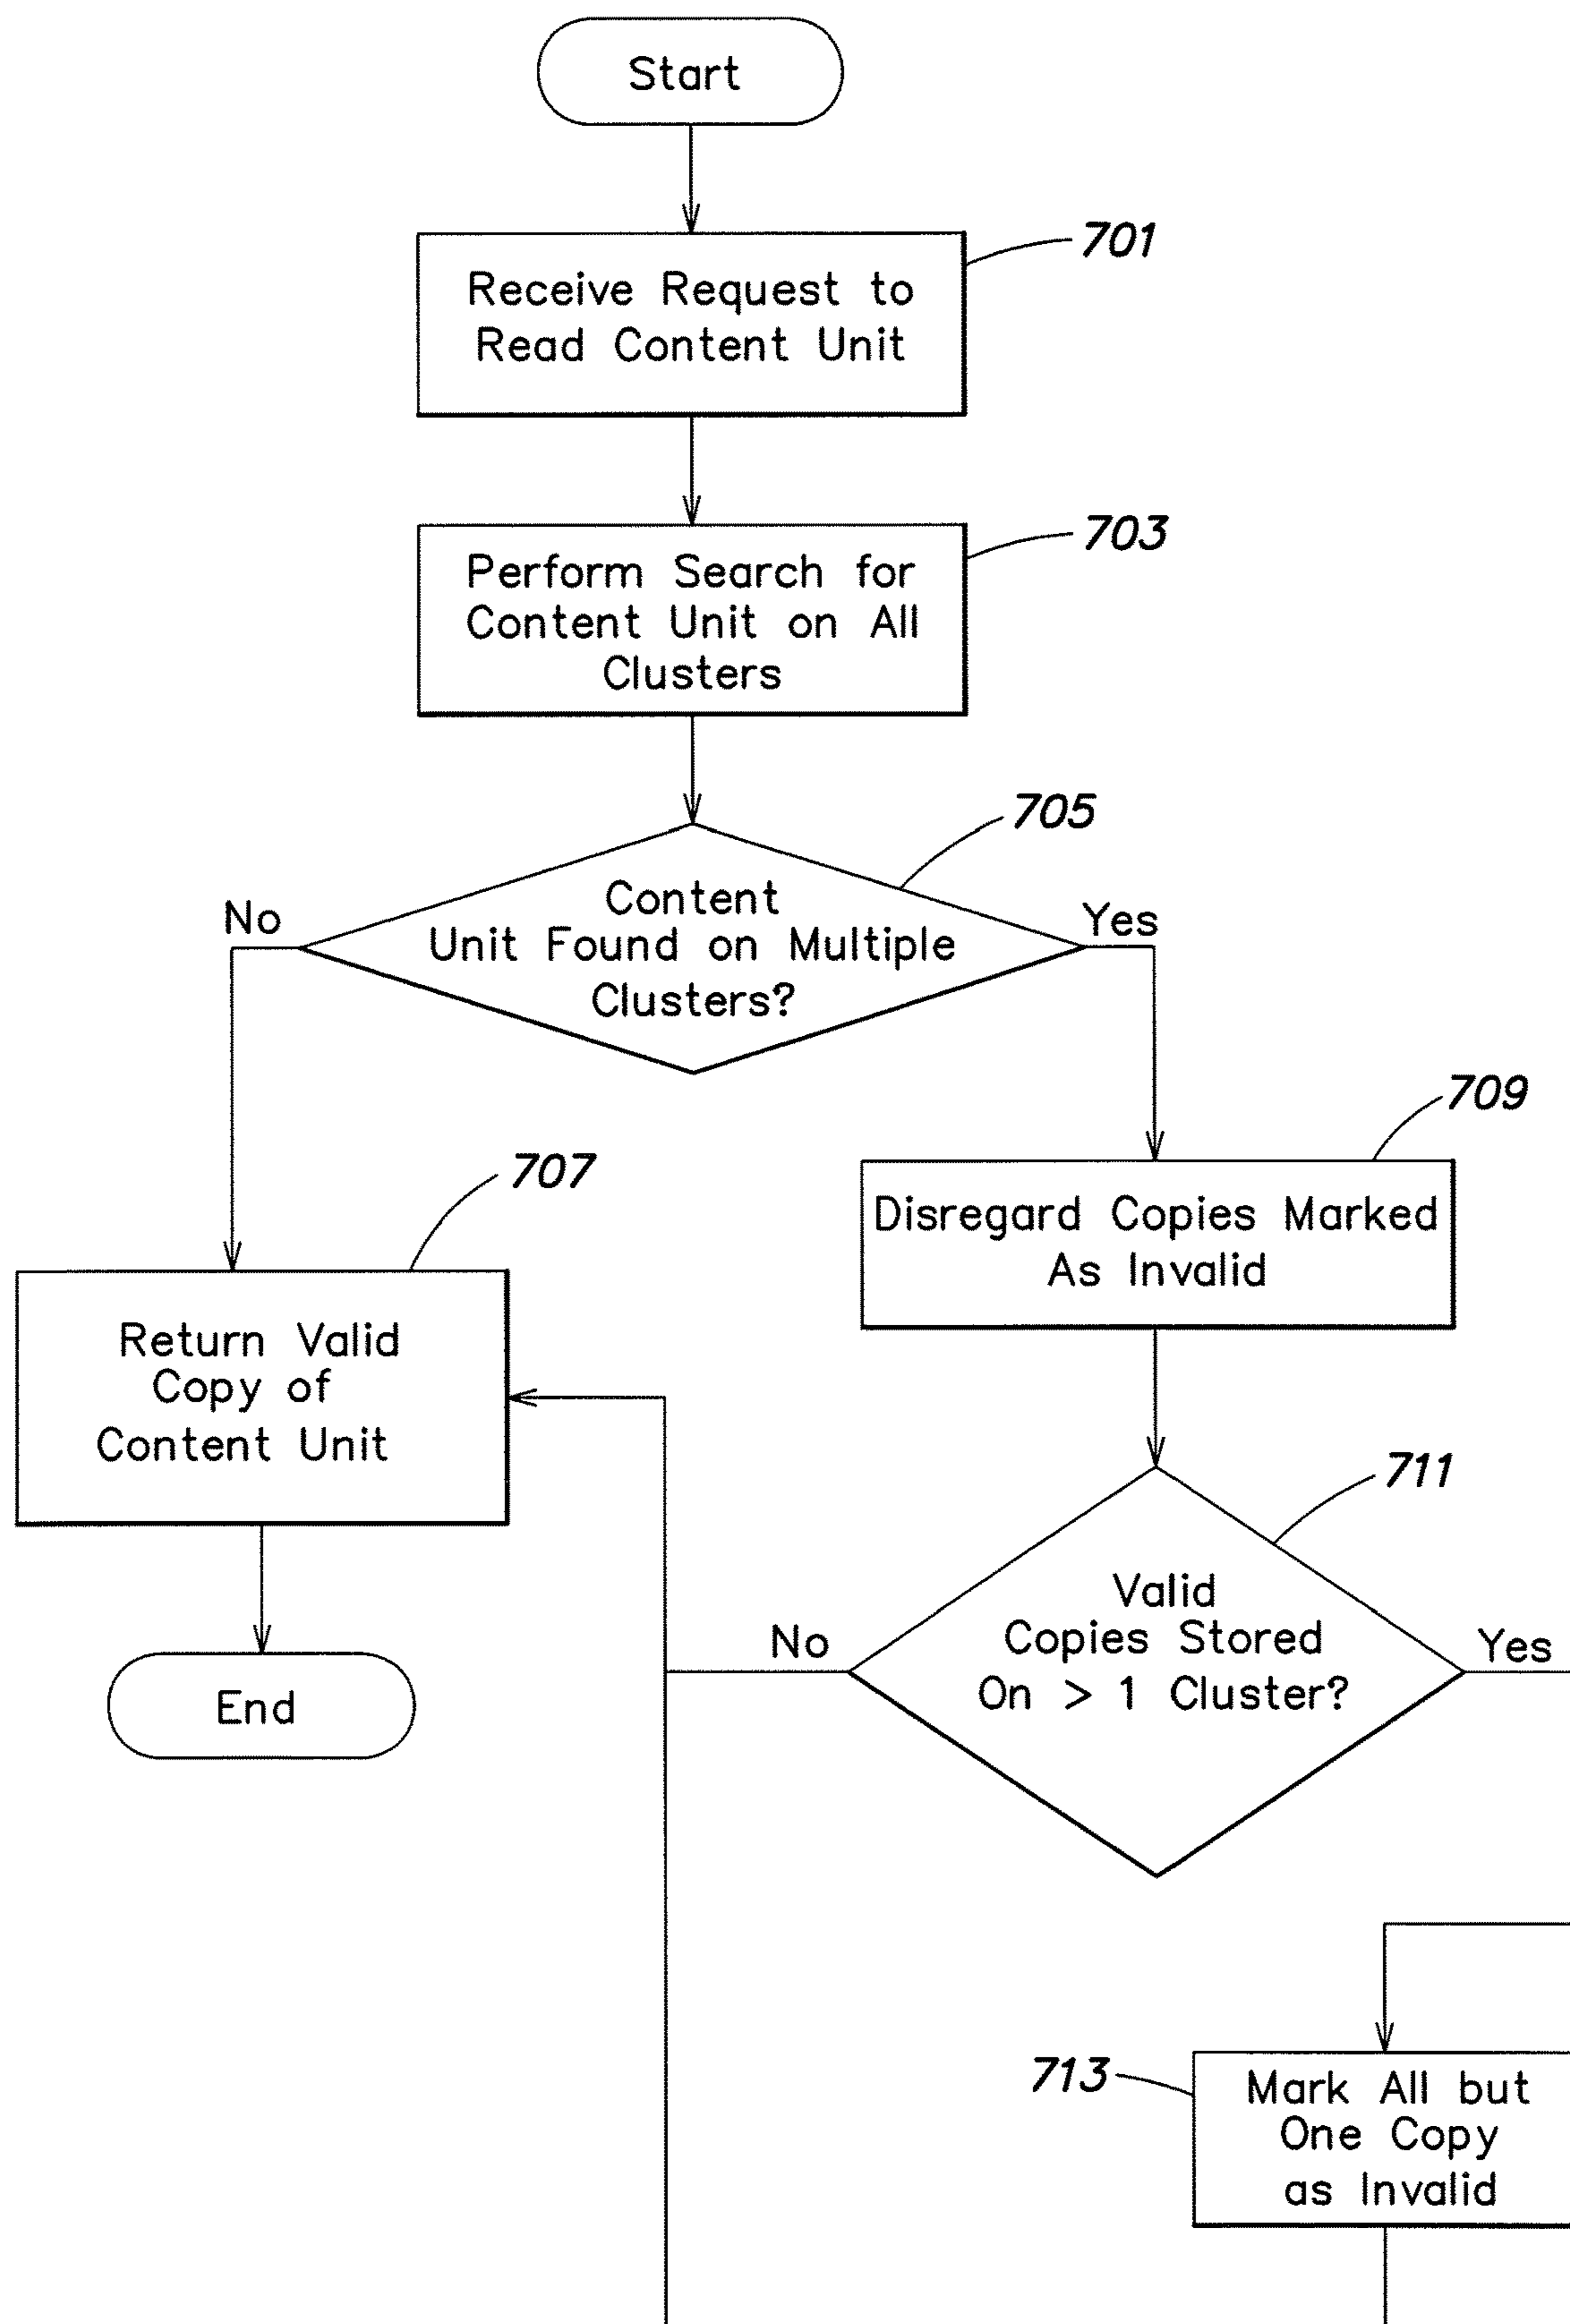 Start
701
Receive Request to
Read Content Unit
703
Perform Search for
Content Unit on All
Clusters
705
Content
Unit Found on Multiple
Clusters?
No
Yes
709
Disregard Copies Marked
As Invalid
707
Return Valid
Copy of
Content Unit
711
Valid
Copies Stored
On > 1 Cluster?
No
Yes
End
713
Mark All but
One Copy
as Invalid